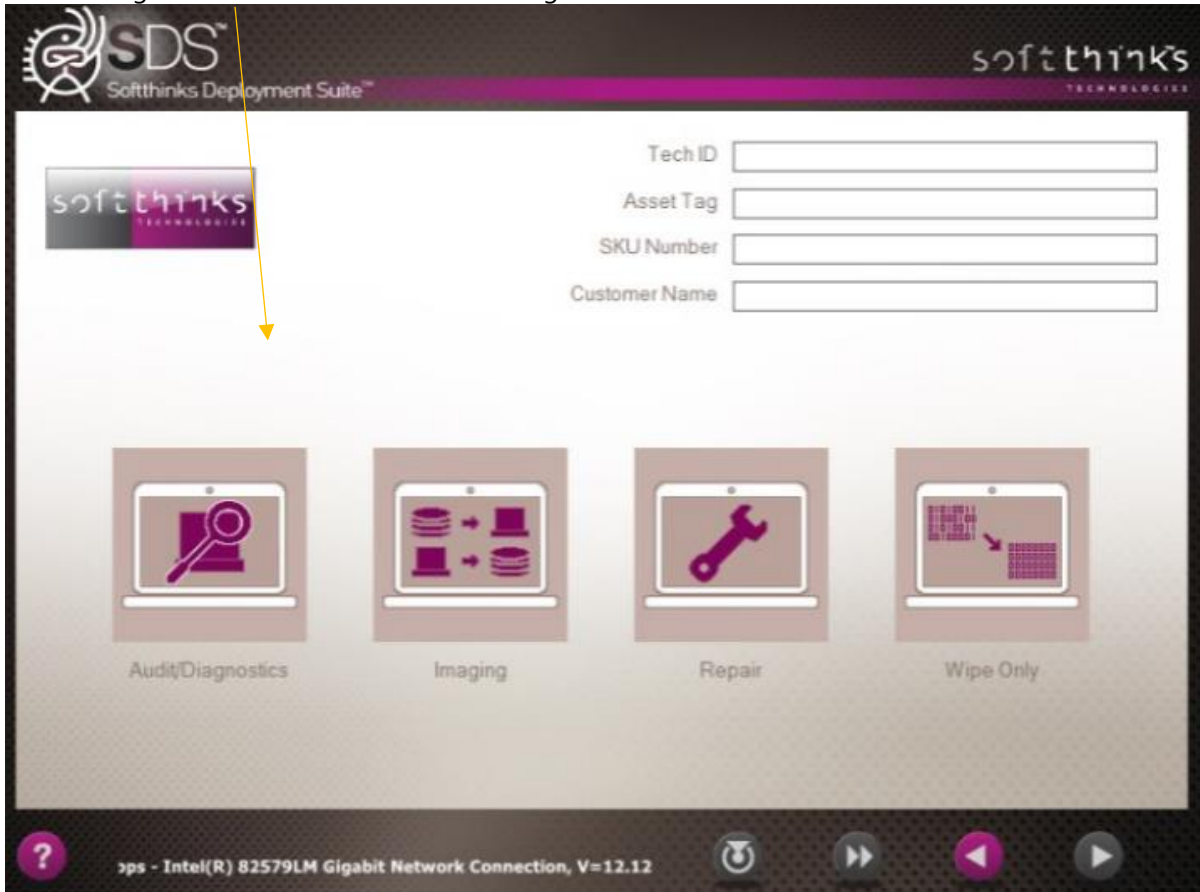 SDS™
Softthinks Deployment Suite™
softthinks
TECHNOLOGIES
Tech ID
softthinks
TECHNOLOGIES
Asset Tag
SKU Number
Customer Name
Audit/Diagnostics
Imaging
Repair
Wipe Only
?
ops - Intel(R) 82579LM Gigabit Network Connection, V=12.12